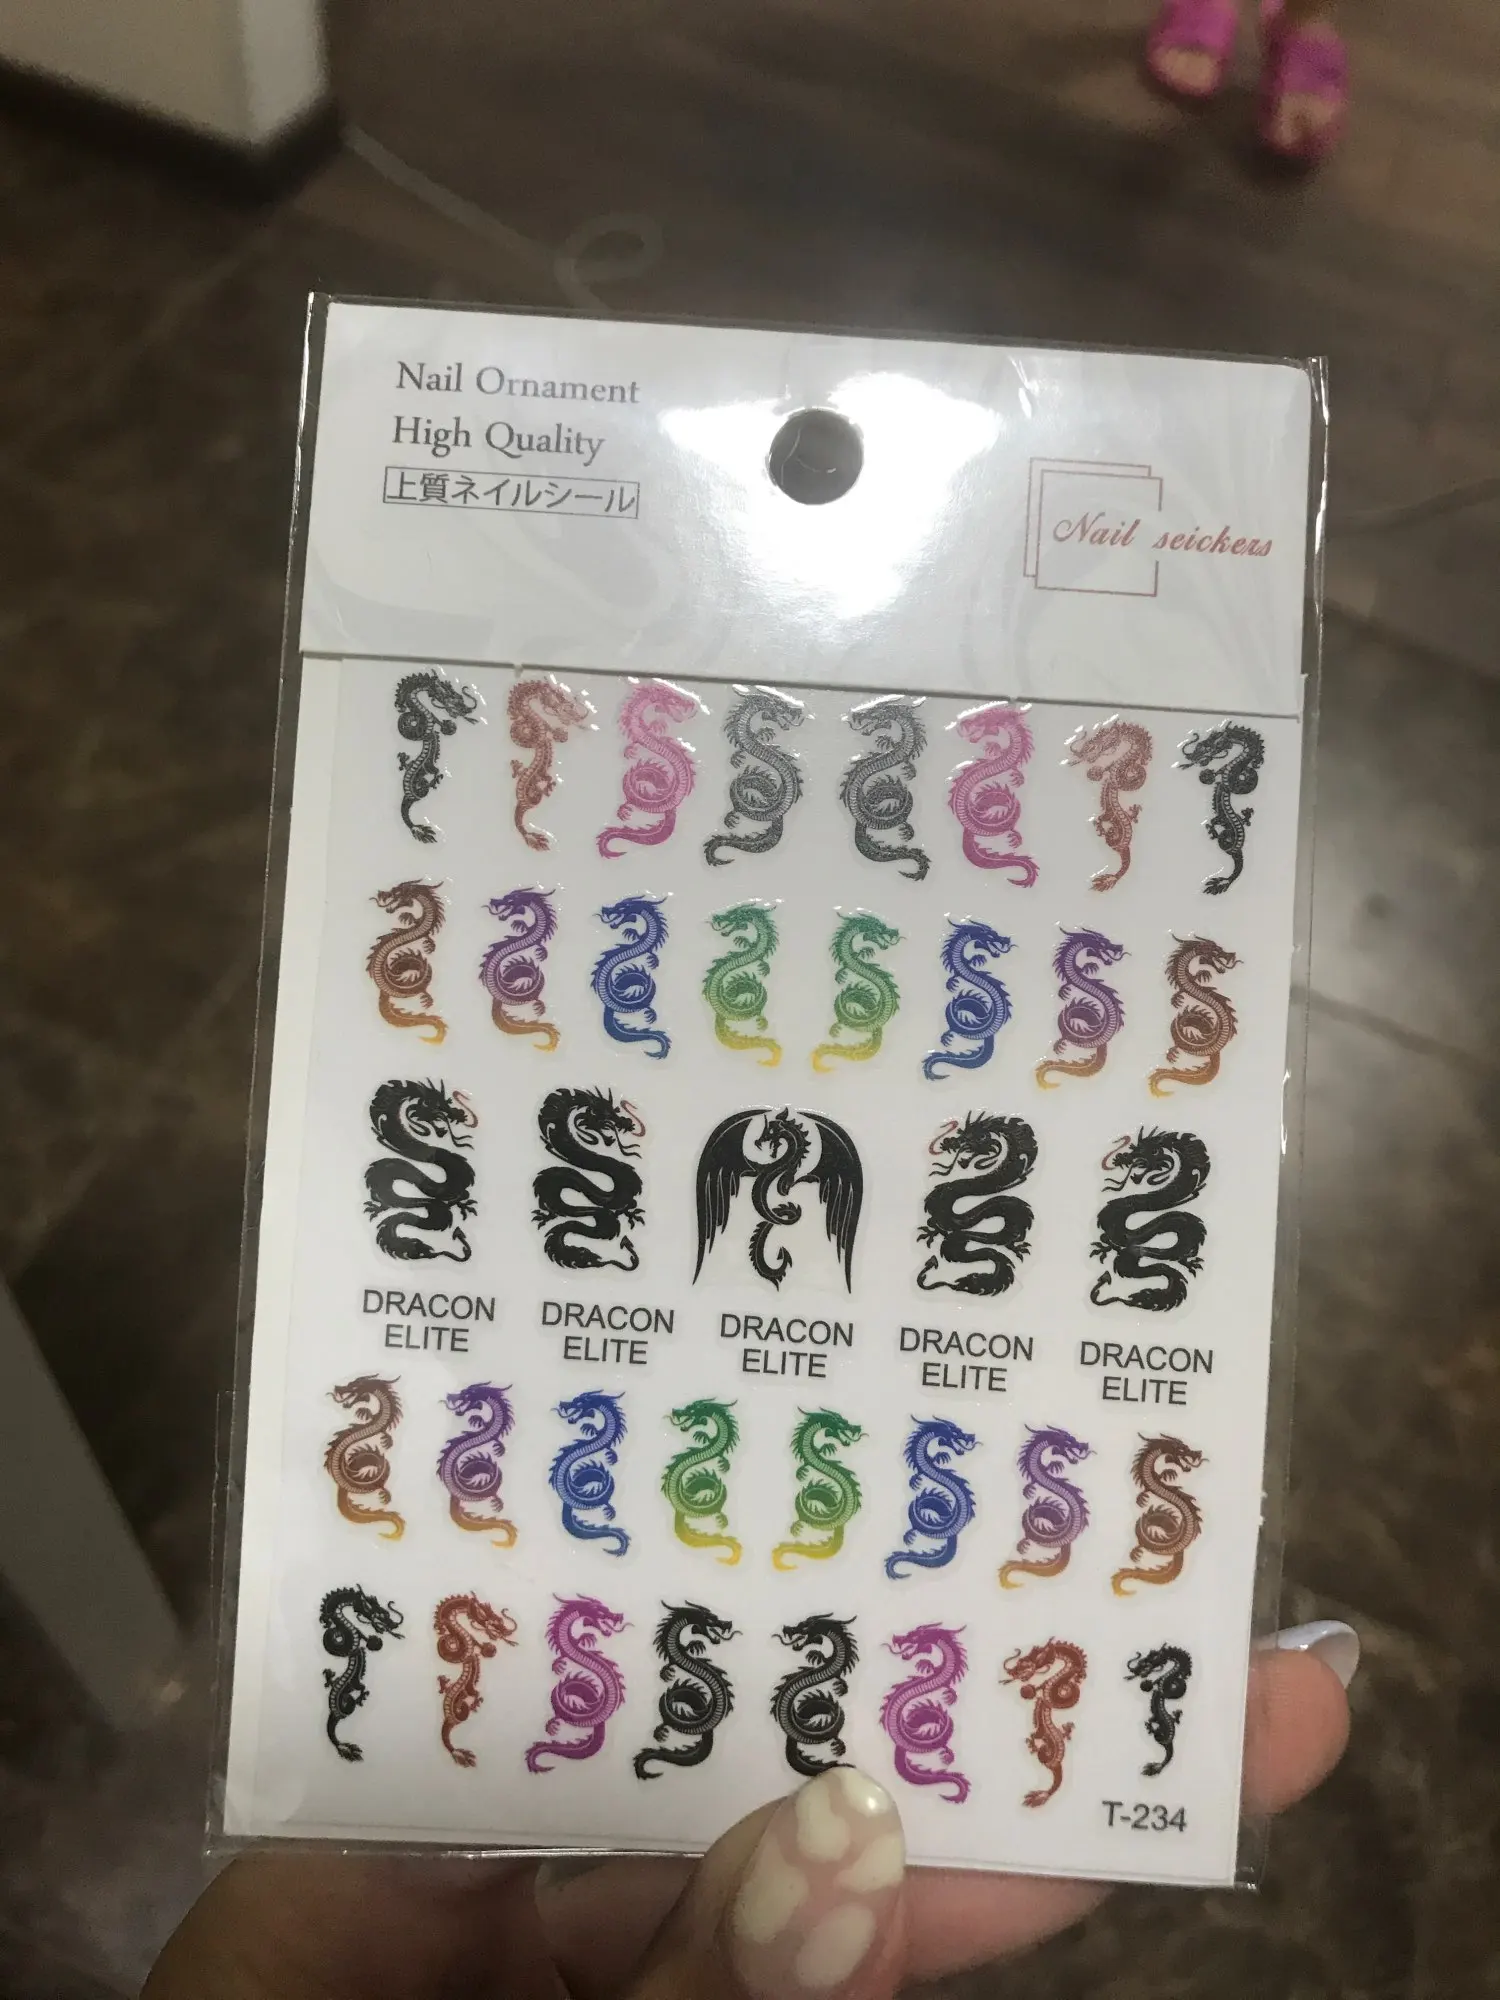 Nail Ornament
High Quality
上質ネイルシール
Nail seickers
DRACON
ELITE
DRACON
ELITE
DRACON
ELITE
DRACON
ELITE
DRACON
ELITE
T-234